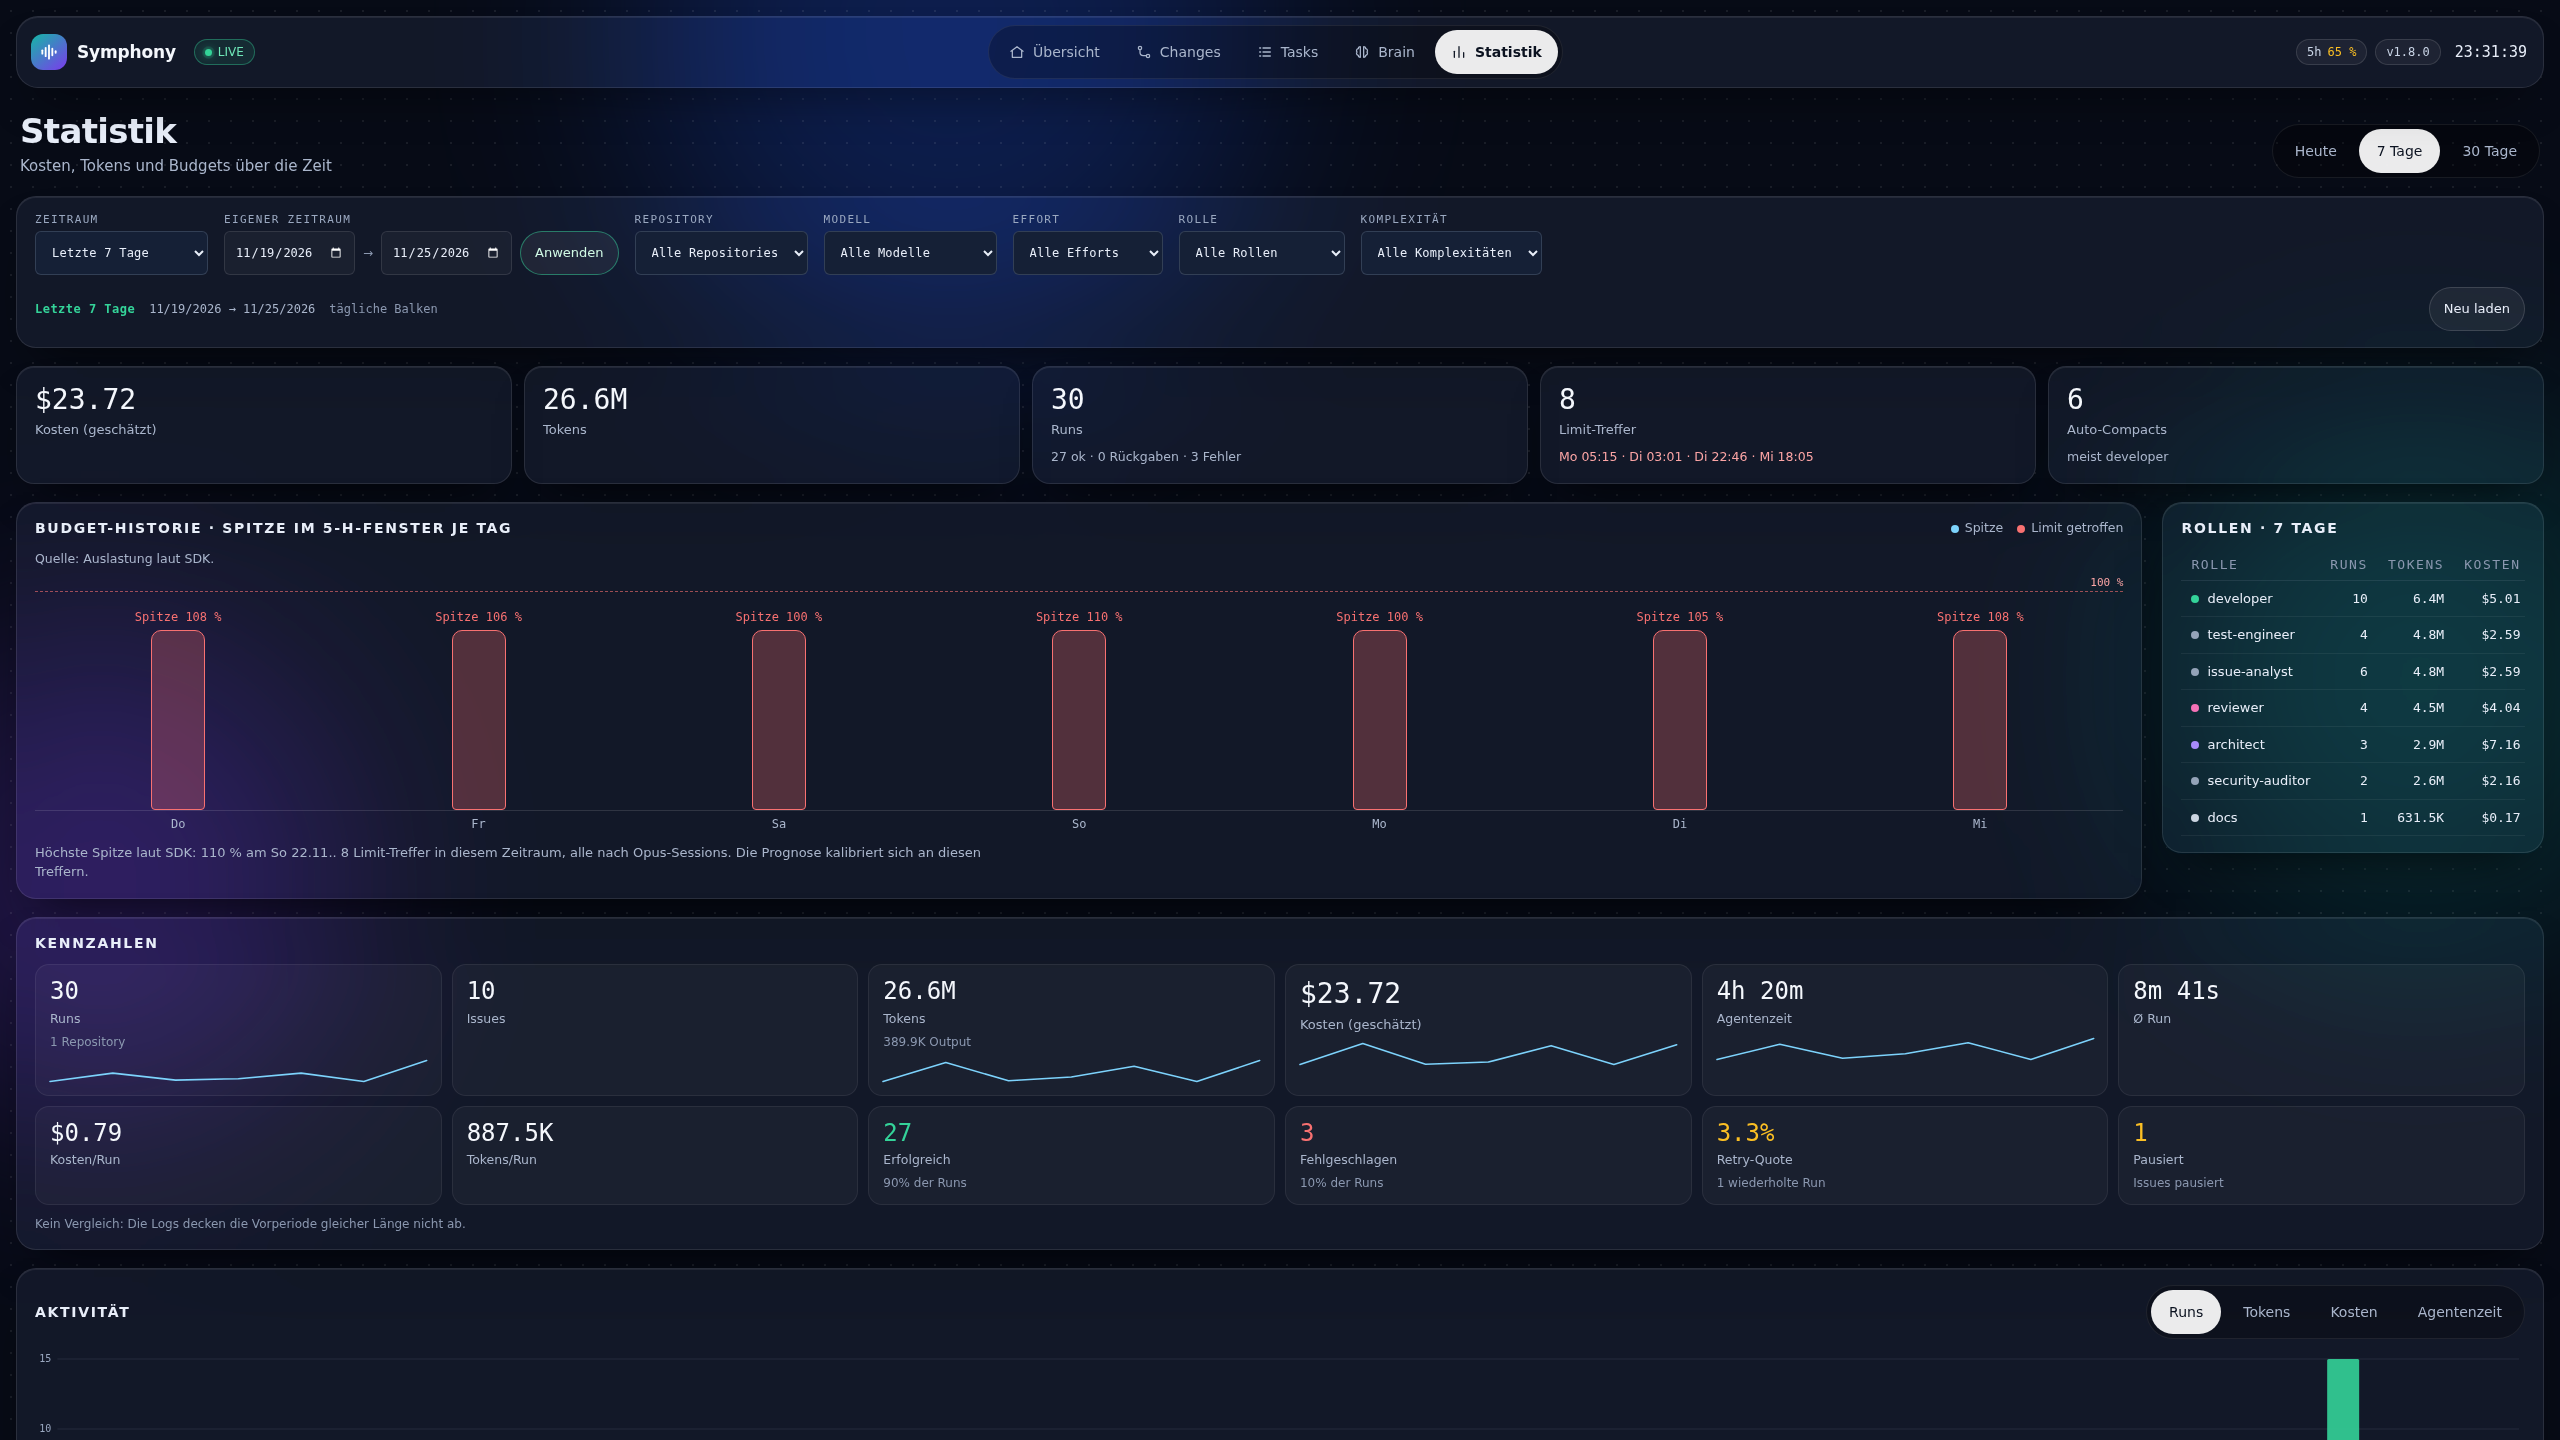 Symphony LIVE Übersicht Changes Tasks Brain Statistik 5h 65 % v1.8.0 23:31:39
Statistik
Kosten, Tokens und Budgets über die Zeit
Heute 7 Tage 30 Tage
ZEITRAUM EIGENER ZEITRAUM REPOSITORY MODELL EFFORT ROLLE KOMPLEXITÄT
Letzte 7 Tage 11/19/2026 → 11/25/2026 Anwenden Alle Repositories Alle Modelle Alle Efforts Alle Rollen Alle Komplexitäten
Letzte 7 Tage 11/19/2026 → 11/25/2026 tägliche Balken Neu laden
$23.72
Kosten (geschätzt)
26.6M
Tokens
30
Runs
27 ok · 0 Rückgaben · 3 Fehler
8
Limit-Treffer
Mo 05:15 · Di 03:01 · Di 22:46 · Mi 18:05
6
Auto-Compacts
meist developer
BUDGET-HISTORIE · SPITZE IM 5-H-FENSTER JE TAG Spitze Limit getroffen
Quelle: Auslastung laut SDK.
100 %
Spitze 108 % Spitze 106 % Spitze 100 % Spitze 110 % Spitze 100 % Spitze 105 % Spitze 108 %
Do Fr Sa So Mo Di Mi
Höchste Spitze laut SDK: 110 % am So 22.11.. 8 Limit-Treffer in diesem Zeitraum, alle nach Opus-Sessions. Die Prognose kalibriert sich an diesen
Treffern.
ROLLEN · 7 TAGE
ROLLE RUNS TOKENS KOSTEN
developer 10 6.4M $5.01
test-engineer 4 4.8M $2.59
issue-analyst 6 4.8M $2.59
reviewer 4 4.5M $4.04
architect 3 2.9M $7.16
security-auditor 2 2.6M $2.16
docs 1 631.5K $0.17
KENNZAHLEN
30
Runs
1 Repository
10
Issues
26.6M
Tokens
389.9K Output
$23.72
Kosten (geschätzt)
4h 20m
Agentenzeit
8m 41s
Ø Run
$0.79
Kosten/Run
887.5K
Tokens/Run
27
Erfolgreich
90% der Runs
3
Fehlgeschlagen
10% der Runs
3.3%
Retry-Quote
1 wiederholte Run
1
Pausiert
Issues pausiert
Kein Vergleich: Die Logs decken die Vorperiode gleicher Länge nicht ab.
AKTIVITÄT Runs Tokens Kosten Agentenzeit
15
10